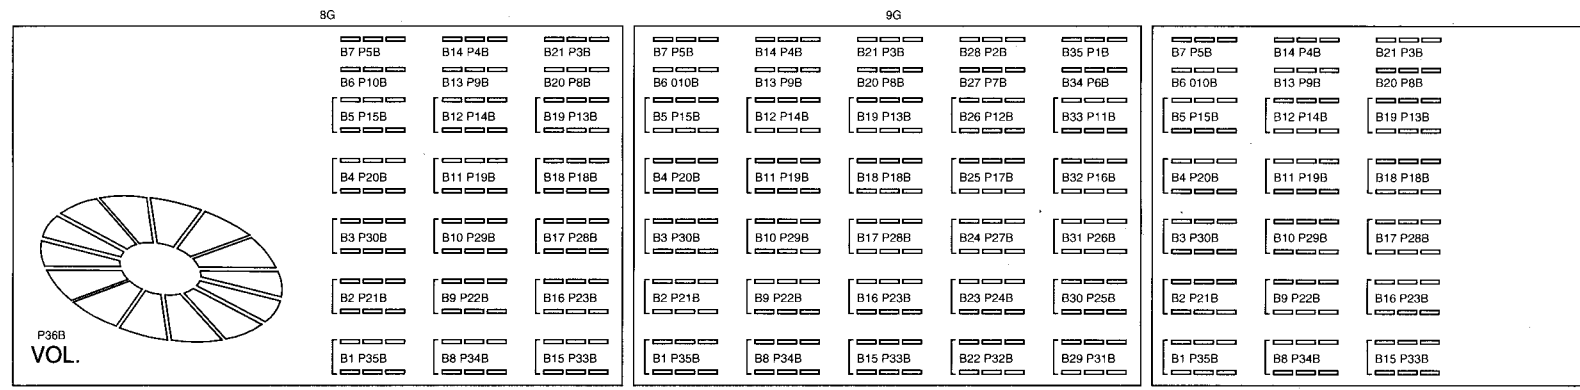 8G 9G
B7 P5B B14 P4B B21 P3B B7 P5B B14 P4B B21 P3B B28 P2B B35 P1B B7 P5B B14 P4B B21 P3B
B6 P10B B13 P9B B20 P8B B6 010B B13 P9B B20 P8B B27 P7B B34 P6B B6 010B B13 P9B B20 P8B
B5 P15B B12 P14B B19 P13B B5 P15B B12 P14B B19 P13B B26 P12B B33 P11B B5 P15B B12 P14B B19 P13B
B4 P20B B11 P19B B18 P18B B4 P20B B11 P19B B18 P18B B25 P17B B32 P16B B4 P20B B11 P19B B18 P18B
B3 P30B B10 P29B B17 P28B B3 P30B B10 P29B B17 P28B B24 P27B B31 P26B B3 P30B B10 P29B B17 P28B
B2 P21B B9 P22B B16 P23B B2 P21B B9 P22B B16 P23B B23 P24B B30 P25B B2 P21B B9 P22B B16 P23B
P36B
VOL. B1 P35B B8 P34B B15 P33B B1 P35B B8 P34B B15 P33B B22 P32B B29 P31B B1 P35B B8 P34B B15 P33B